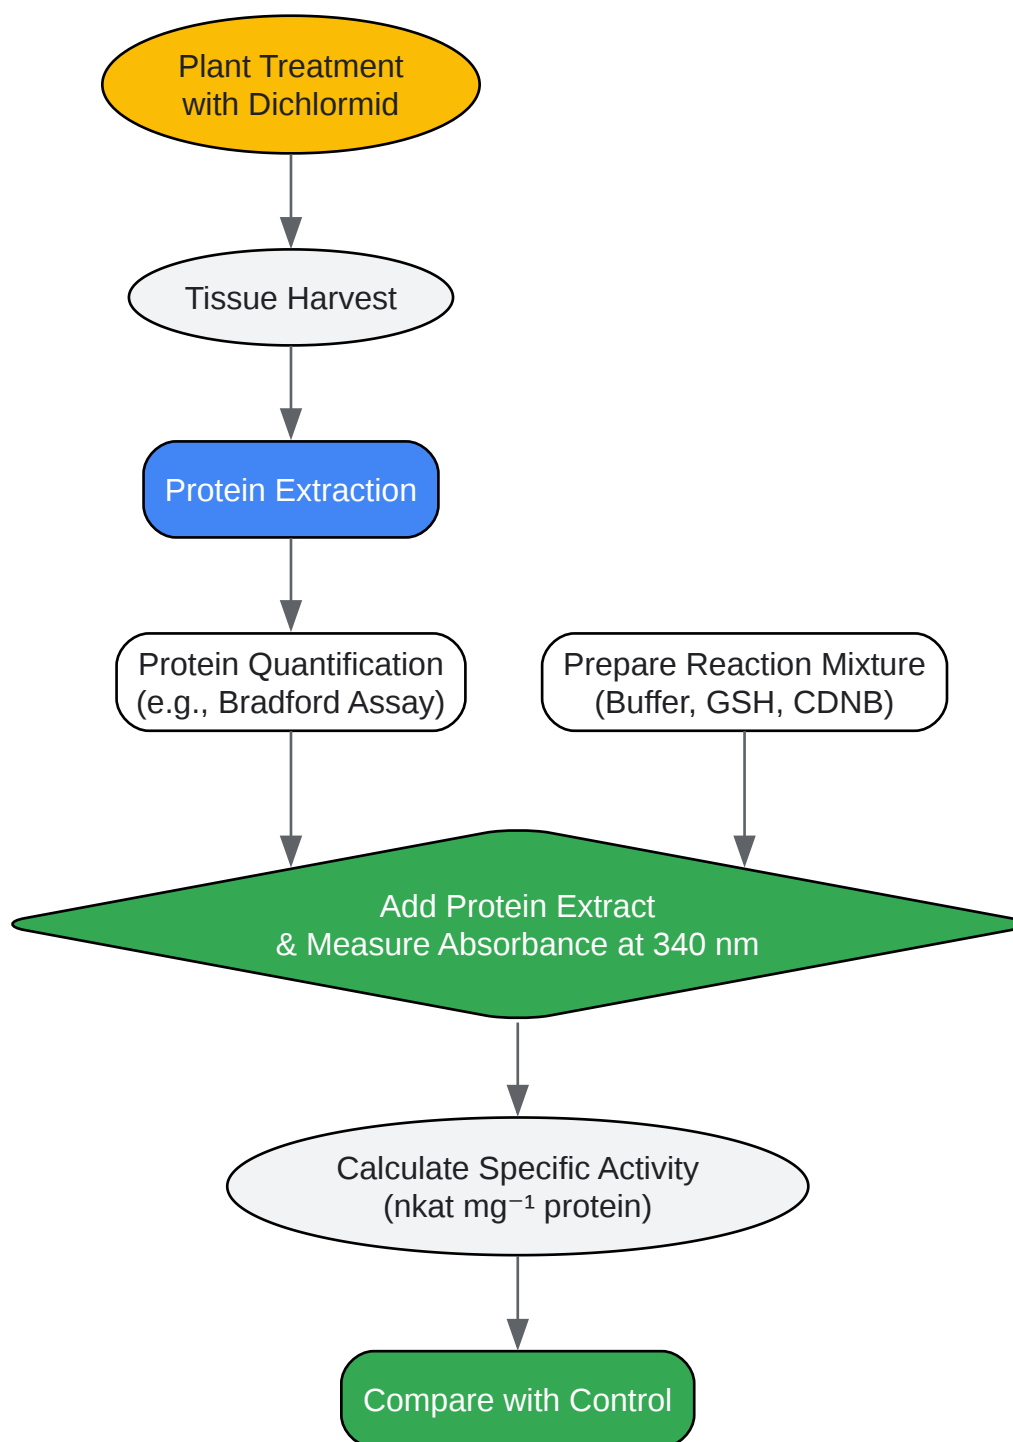 Plant Treatment
with Dichlormid
Tissue Harvest
Protein Extraction
Protein Quantification
(e.g., Bradford Assay)
Prepare Reaction Mixture
(Buffer, GSH, CDNB)
Add Protein Extract
& Measure Absorbance at 340 nm
Calculate Specific Activity
(nkat mg⁻¹ protein)
Compare with Control